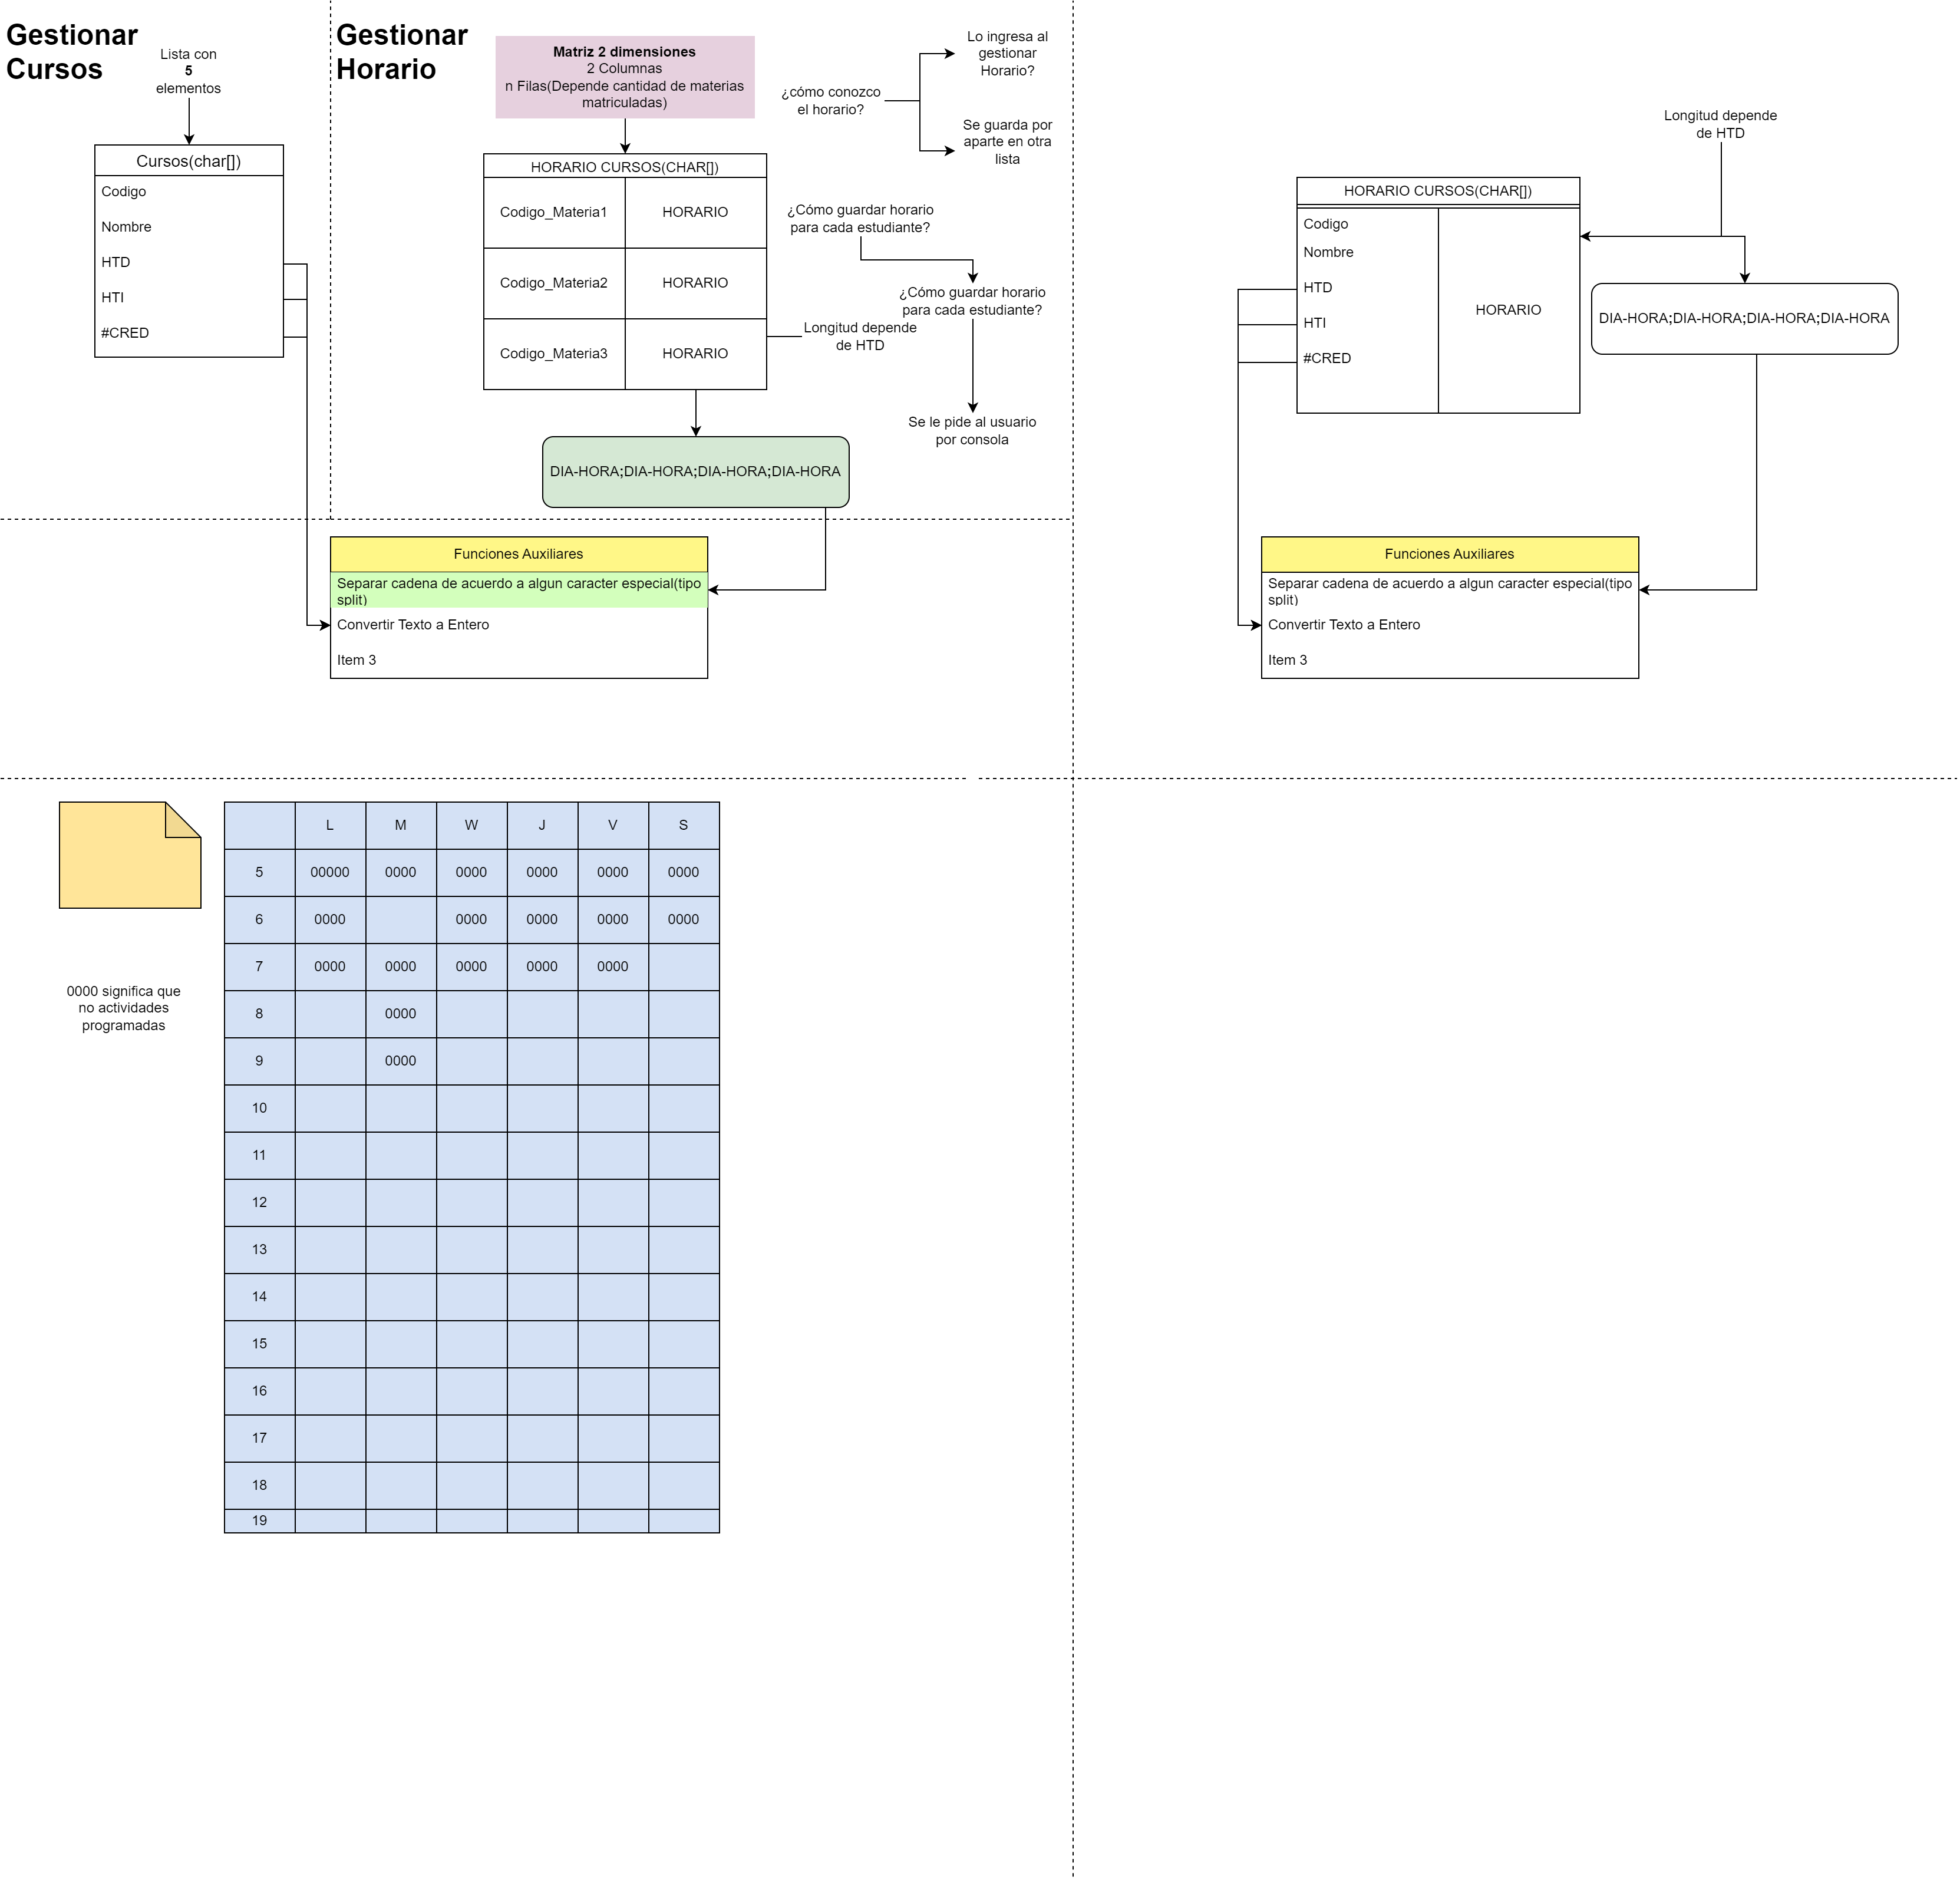 Gestionar
Cursos
Lista con
5
elementos
Cursos(char[])
Codigo
Nombre
HTD
HTI
#CRED
Gestionar
Horario
Matriz 2 dimensiones
2 Columnas
n Filas(Depende cantidad de materias
matriculadas)
HORARIO CURSOS(CHAR[])
Codigo_Materia1 HORARIO
Codigo_Materia2 HORARIO
Codigo_Materia3 HORARIO
DIA-HORA;DIA-HORA;DIA-HORA;DIA-HORA
¿cómo conozco
el horario?
Lo ingresa al
gestionar
Horario?
Se guarda por
aparte en otra
lista
¿Cómo guardar horario
para cada estudiante?
¿Cómo guardar horario
para cada estudiante?
Longitud depende
de HTD
Se le pide al usuario
por consola
Funciones Auxiliares
Separar cadena de acuerdo a algun caracter especial(tipo
split)
Convertir Texto a Entero
Item 3
Longitud depende
de HTD
HORARIO CURSOS(CHAR[])
Codigo
Nombre
HTD
HTI
#CRED
HORARIO
DIA-HORA;DIA-HORA;DIA-HORA;DIA-HORA
Funciones Auxiliares
Separar cadena de acuerdo a algun caracter especial(tipo
split)
Convertir Texto a Entero
Item 3
0000 significa que
no actividades
programadas
L M W J V S
5 00000 0000 0000 0000 0000 0000
6 0000 0000 0000 0000 0000
7 0000 0000 0000 0000 0000
8 0000
9 0000
10
11
12
13
14
15
16
17
18
19